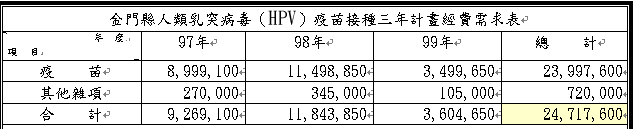 金門縣人類乳突病毒(HPV)疫苗接種三年計畫經費需求表
年 度
項 目 97年 98年 99年 總 計
疫 苗 8,999,100 11,498,850 3,499,650 23,997,600
其他雜項 270,000 345,000 105,000 720,000
合 計 9,269,100 11,843,850 3,604,650 24,717,600